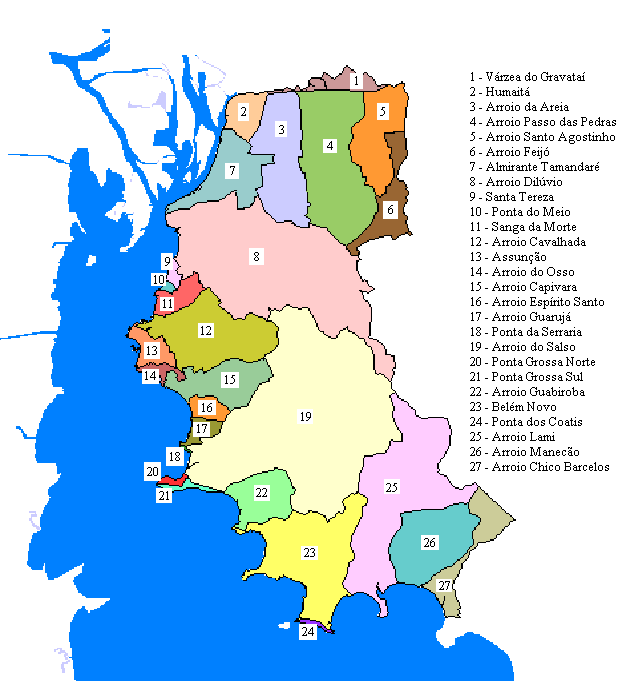 1 - Várzea do Gravataí
2 - Humaitá
3 - Arroio da Areia
4 - Arroio Passo das Pedras
5 - Arroio Santo Agostinho
6 - Arroio Feijó
7 - Almirante Tamandaré
8 - Arroio Dilúvio
9 - Santa Tereza
10 - Ponta do Meio
11 - Sanga da Morte
12 - Arroio Cavalhada
13 - Assunção
14 - Arroio do Osso
15 - Arroio Capivara
16 - Arroio Espírito Santo
17 - Arroio Guarujá
18 - Ponta da Serraria
19 - Arroio do Salso
20 - Ponta Grossa Norte
21 - Ponta Grossa Sul
22 - Arroio Guabiroba
23 - Belém Novo
24 - Ponta dos Coatis
25 - Arroio Lami
26 - Arroio Manecão
27 - Arroio Chico Barcelos
1
2
5
3
4
7
6
8
9
10
11
12
13
14
15
16
19
17
18
20
21
22
25
26
23
27
24